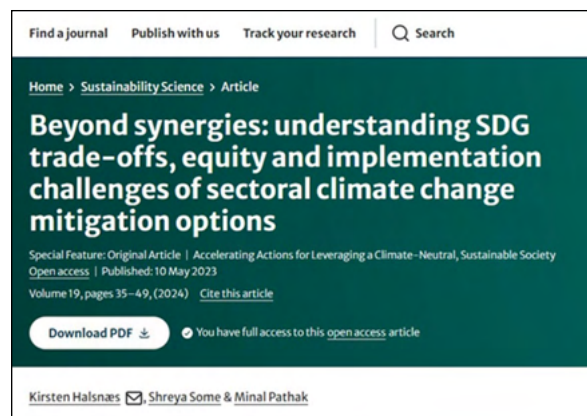 Find a journal Publish with us Track your research Search
Home > Sustainability Science > Article
Beyond synergies: understanding SDG
trade-offs, equity and implementation
challenges of sectoral climate change
mitigation options
Special Feature: Original Article | Accelerating Actions for Leveraging a Climate-Neutral, Sustainable Society
Open access | Published: 10 May 2023
Volume 19, pages 35–49, (2024) Cite this article
Download PDF You have full access to this open access article
Kirsten Halsnæs, Shreya Some & Minal Pathak